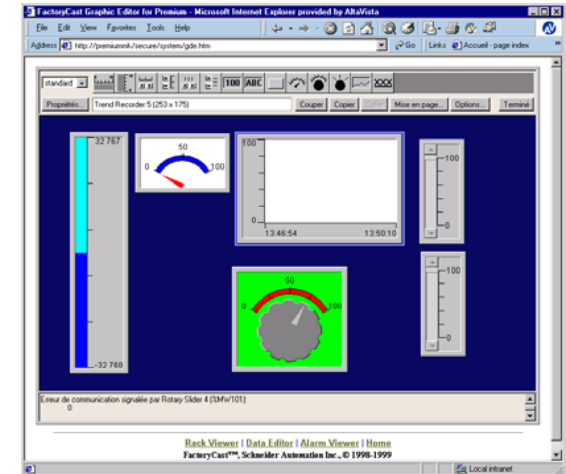 FactoryCast Graphic Editor for Premium - Microsoft Internet Explorer provided by AltaVista
File Edit View Favorites Tools Help
Address http://premiummk/secure/system/gde.htm Go Links Accueil - page index
standard 100 ABC
Propriétés... Trend Recorder 5 (253 x 175) Couper Copier Coller Mise en page... Options... Terminé
32 767
-32 768
50
0 100
100
0
13:46:54 13:50:10
100
0
50
0 100
100
0
Erreur de communication signalée par Rotary Slider 4 (%MW101):
0
Rack Viewer | Data Editor | Alarm Viewer | Home
FactoryCast™, Schneider Automation Inc., © 1998-1999
Local intranet